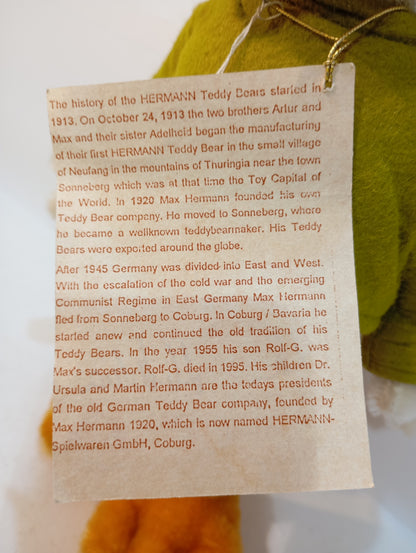 The history of the HERMANN Teddy Bears started in
1913. On October 24, 1913 the two brothers Artur and
Max and their sister Adelheid began the manufacturing
of their first HERMANN Teddy Bear in the small village
of Neufang in the mountains of Thuringia near the town
Sonneberg which was at that time the Toy Capital of
the World. In 1920 Max Hermann founded his own
Teddy Bear company. He moved to Sonneberg, where
he became a wellknown teddybearmaker. His Teddy
Bears were exported around the globe.
After 1945 Germany was divided into East and West.
With the escalation of the cold war and the emerging
Communist Regime in East Germany Max Hermann
fled from Sonneberg to Coburg. In Coburg / Bavaria he
started anew and continued the old tradition of his
Teddy Bears. In the year 1955 his son Rolf-G. was
Max's successor. Rolf-G. died in 1995. His children Dr.
Ursula and Martin Hermann are the todays presidents
of the old German Teddy Bear company, founded by
Max Hermann 1920, which is now named HERMANN-
Spielwaren GmbH, Coburg.